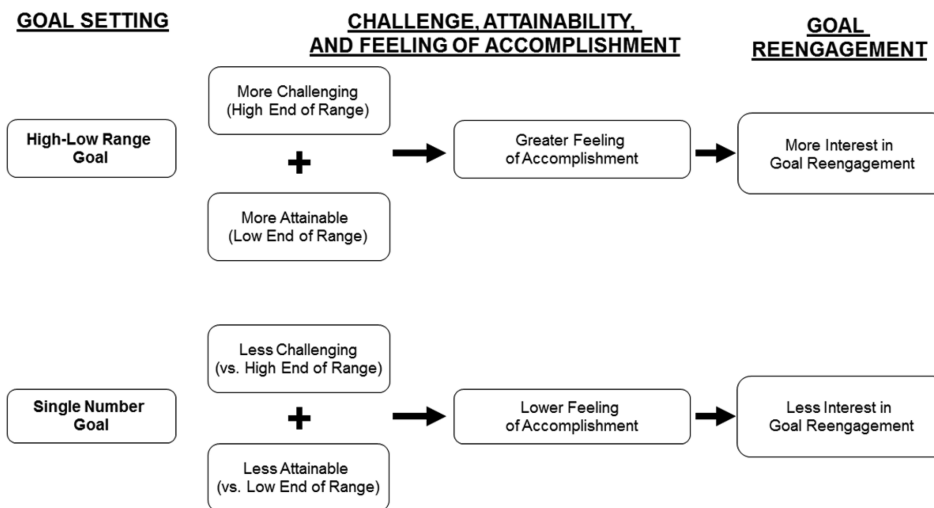 GOAL SETTING
CHALLENGE, ATTAINABILITY,
AND FEELING OF ACCOMPLISHMENT
GOAL
REENGAGEMENT
High-Low Range
Goal
More Challenging
(High End of Range)
+
More Attainable
(Low End of Range)
Greater Feeling
of Accomplishment
More Interest in
Goal Reengagement
Single Number
Goal
Less Challenging
(vs. High End of Range)
+
Less Attainable
(vs. Low End of Range)
Lower Feeling
of Accomplishment
Less Interest in
Goal Reengagement